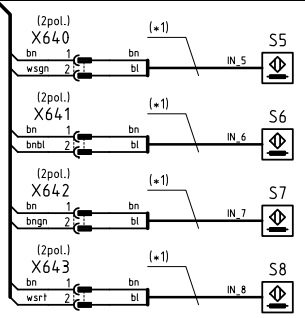 (2pol.)
X640
(*1)
S5
bn 1 bn
IN_5
wsgn 2 bl
(2pol.)
X641
(*1)
S6
bn 1 bn
IN_6
bnbl 2 bl
(2pol.)
X642
(*1)
S7
bn 1 bn
IN_7
bngn 2 bl
(2pol.)
X643
(*1)
S8
bn 1 bn
IN_8
wsrt 2 bl